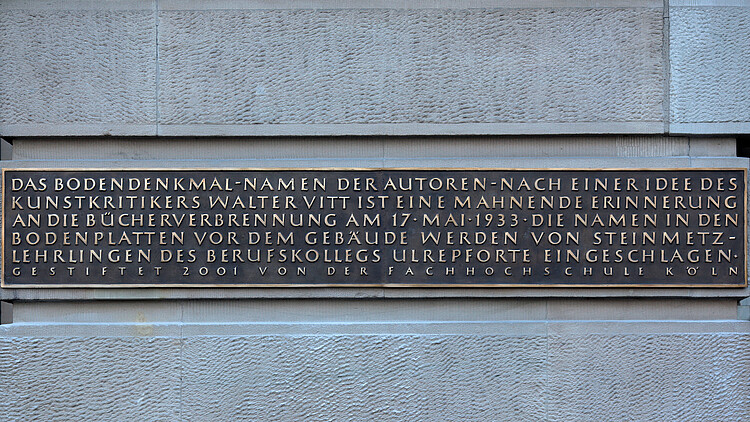 DAS BODENDENKMAL-NAMEN DER AUTOREN-NACH EINER IDEE DES
KUNSTKRITIKERS WALTER VITT IST EINE MAHNENDE ERINNERUNG
AN DIE BÜCHERVERBRENNUNG AM 17·MAI·1933·DIE NAMEN IN DEN
BODENPLATTEN VOR DEM GEBÄUDE WERDEN VON STEINMETZ-
LEHRLINGEN DES BERUFSKOLLEGS ULREPFORTE EINGESCHLAGEN·
GESTIFTET 2001 VON DER FACHHOCHSCHULE KÖLN